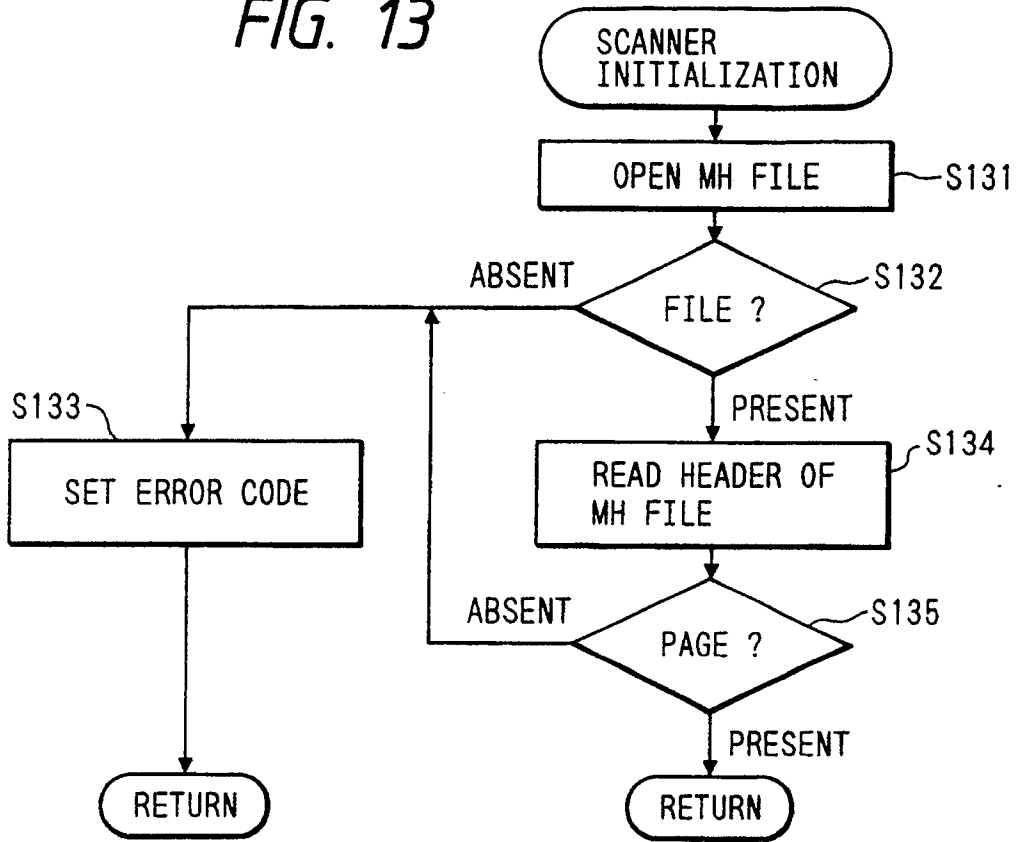 FIG. 13
SCANNER
INITIALIZATION
OPEN MH FILE
S131
ABSENT
S132
FILE ?
PRESENT
S133
SET ERROR CODE
S134
READ HEADER OF
MH FILE
ABSENT
S135
PAGE ?
PRESENT
RETURN
RETURN